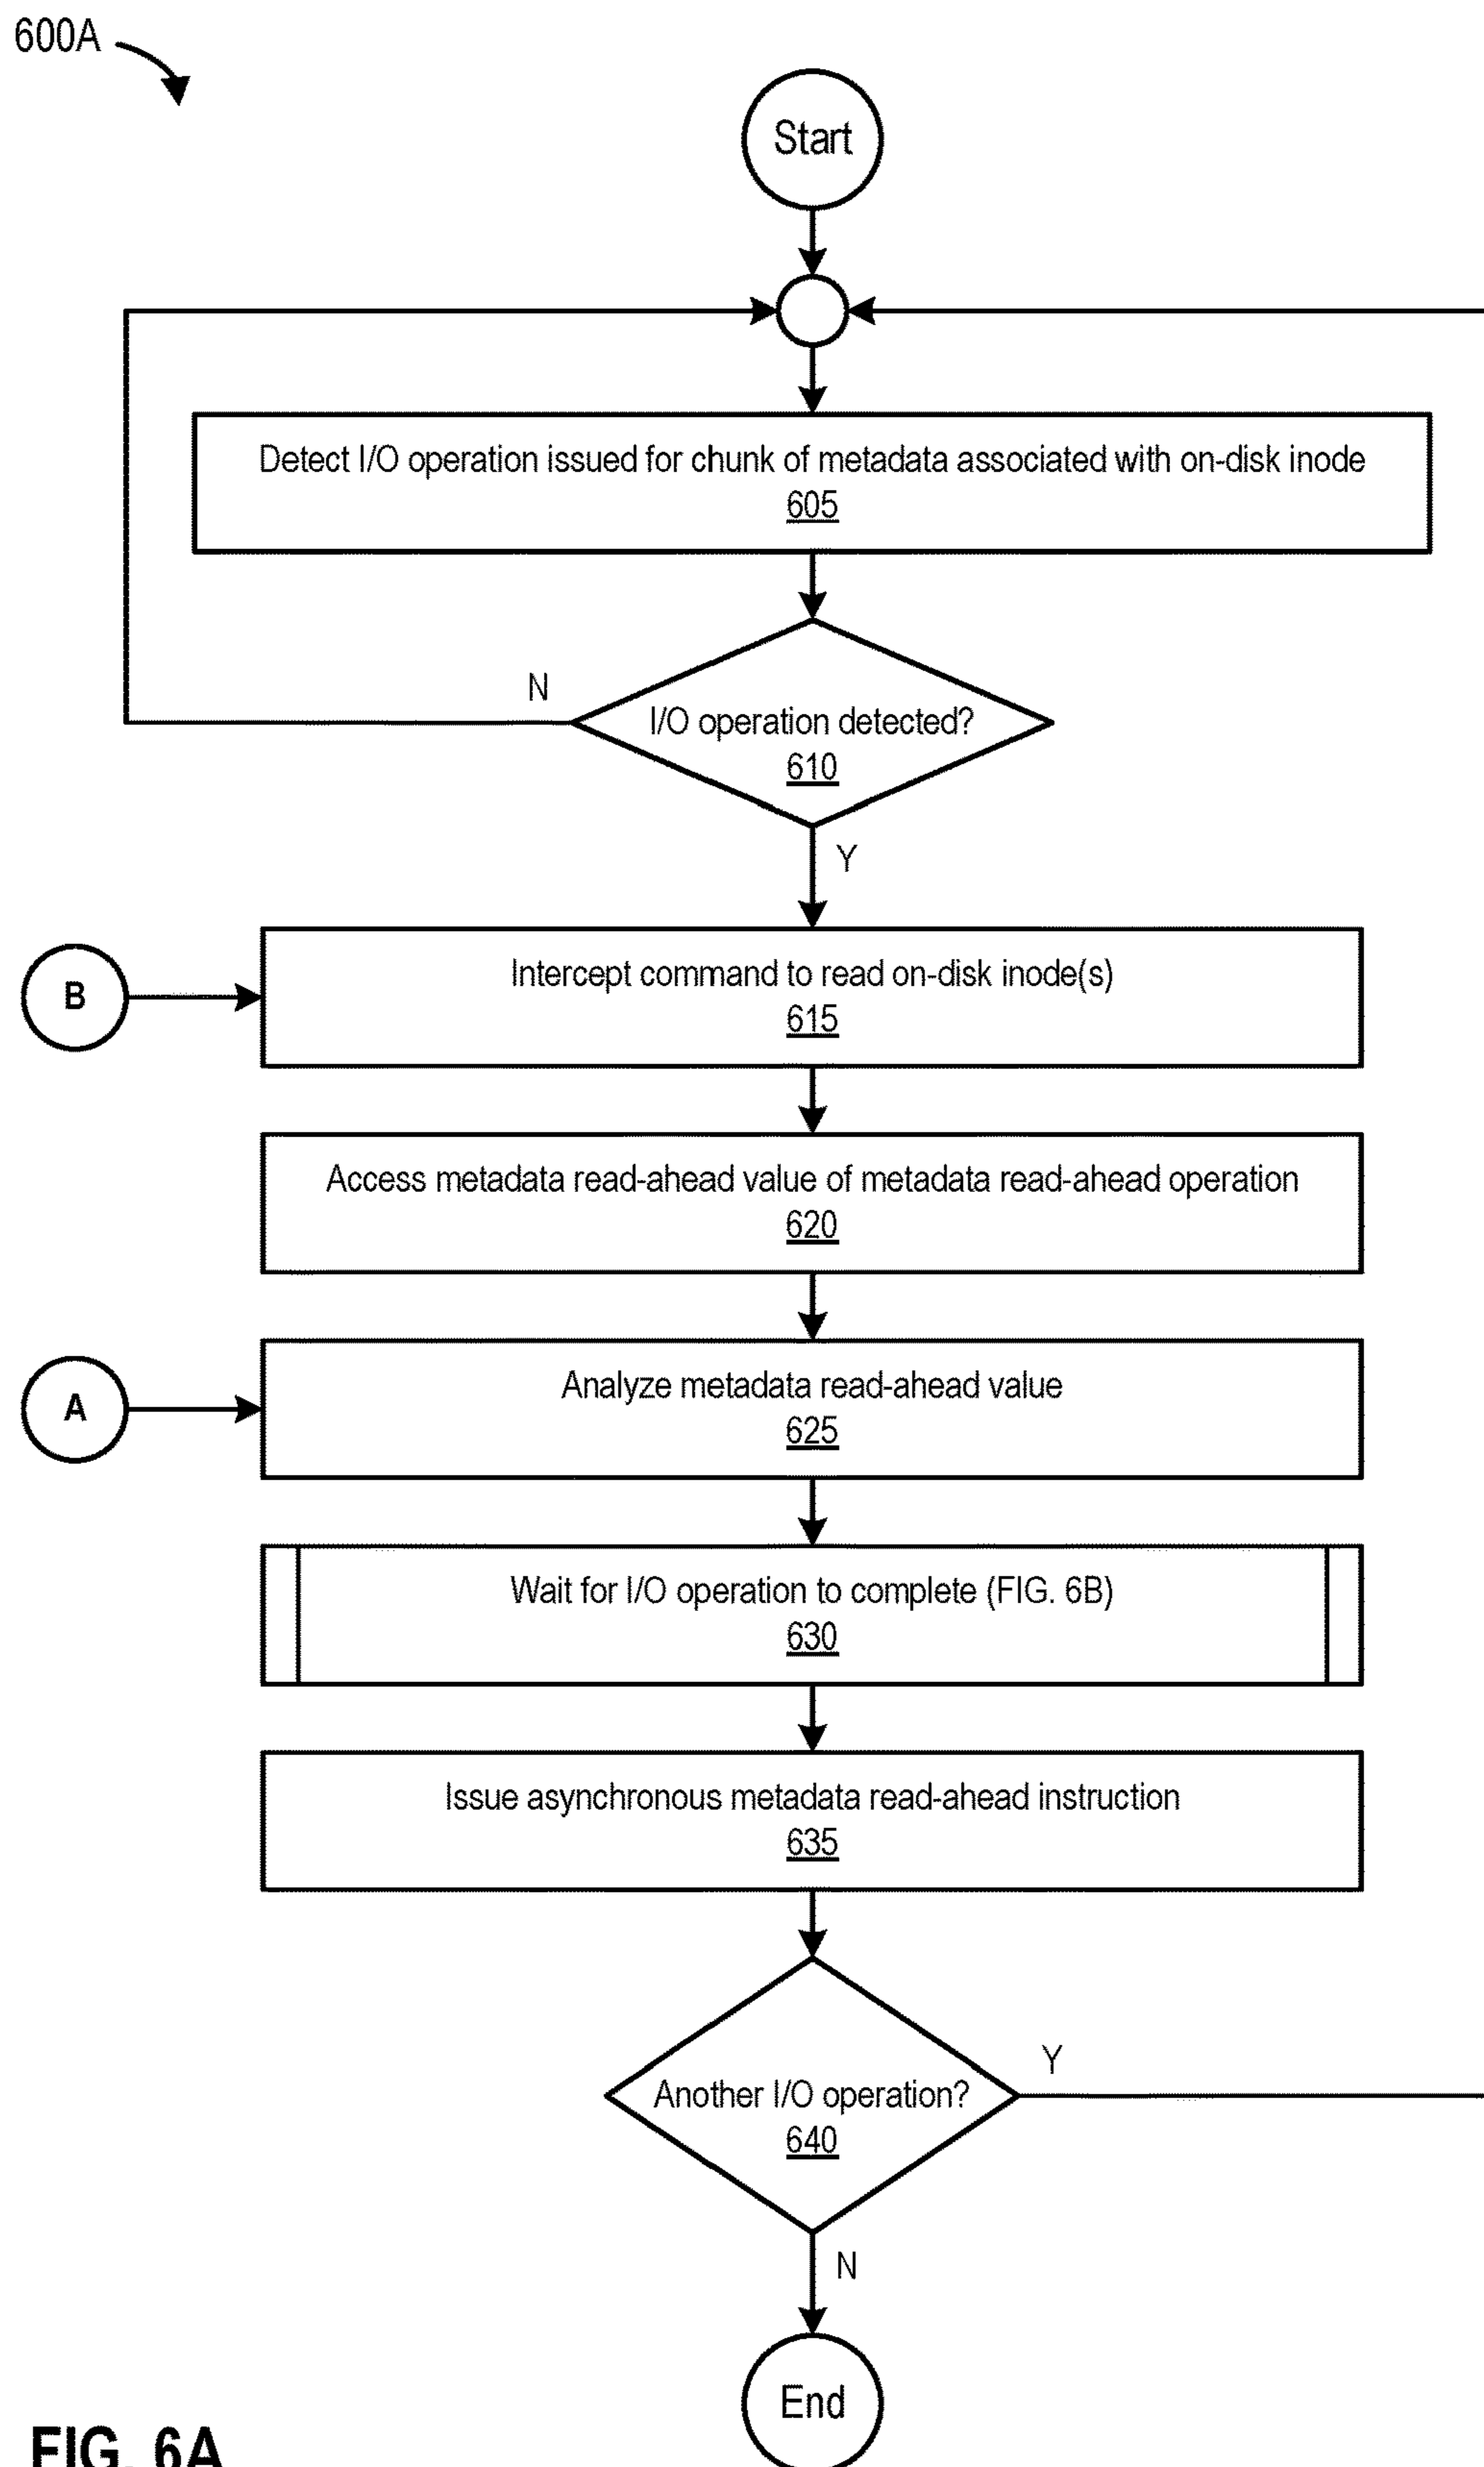 600A
Start
Detect I/O operation issued for chunk of metadata associated with on-disk inode
605
N
I/O operation detected?
610
Y
B
Intercept command to read on-disk inode(s)
615
Access metadata read-ahead value of metadata read-ahead operation
620
A
Analyze metadata read-ahead value
625
Wait for I/O operation to complete (FIG. 6B)
630
Issue asynchronous metadata read-ahead instruction
635
Y
Another I/O operation?
640
N
End
FIG. 6A